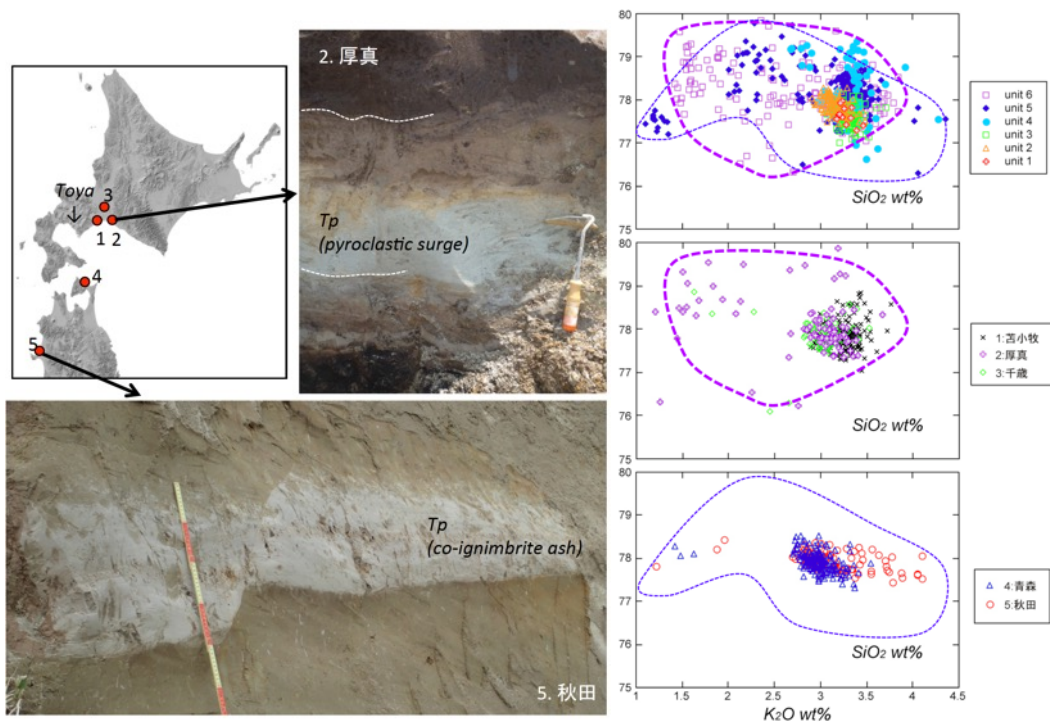 Toya
3
1
2
4
5
2. 厚真
Tp
(pyroclastic surge)
Tp
(co-ignimbrite ash)
5. 秋田
80
79
78
77
76
75
SiO2 wt%
unit 6
unit 5
unit 4
unit 3
unit 2
unit 1
80
79
78
77
76
75
SiO2 wt%
1:苫小牧
2:厚真
3:千歳
80
79
78
77
76
75
SiO2 wt%
4:青森
5:秋田
1 1.5 2 2.5 3 3.5 4 4.5
K2O wt%